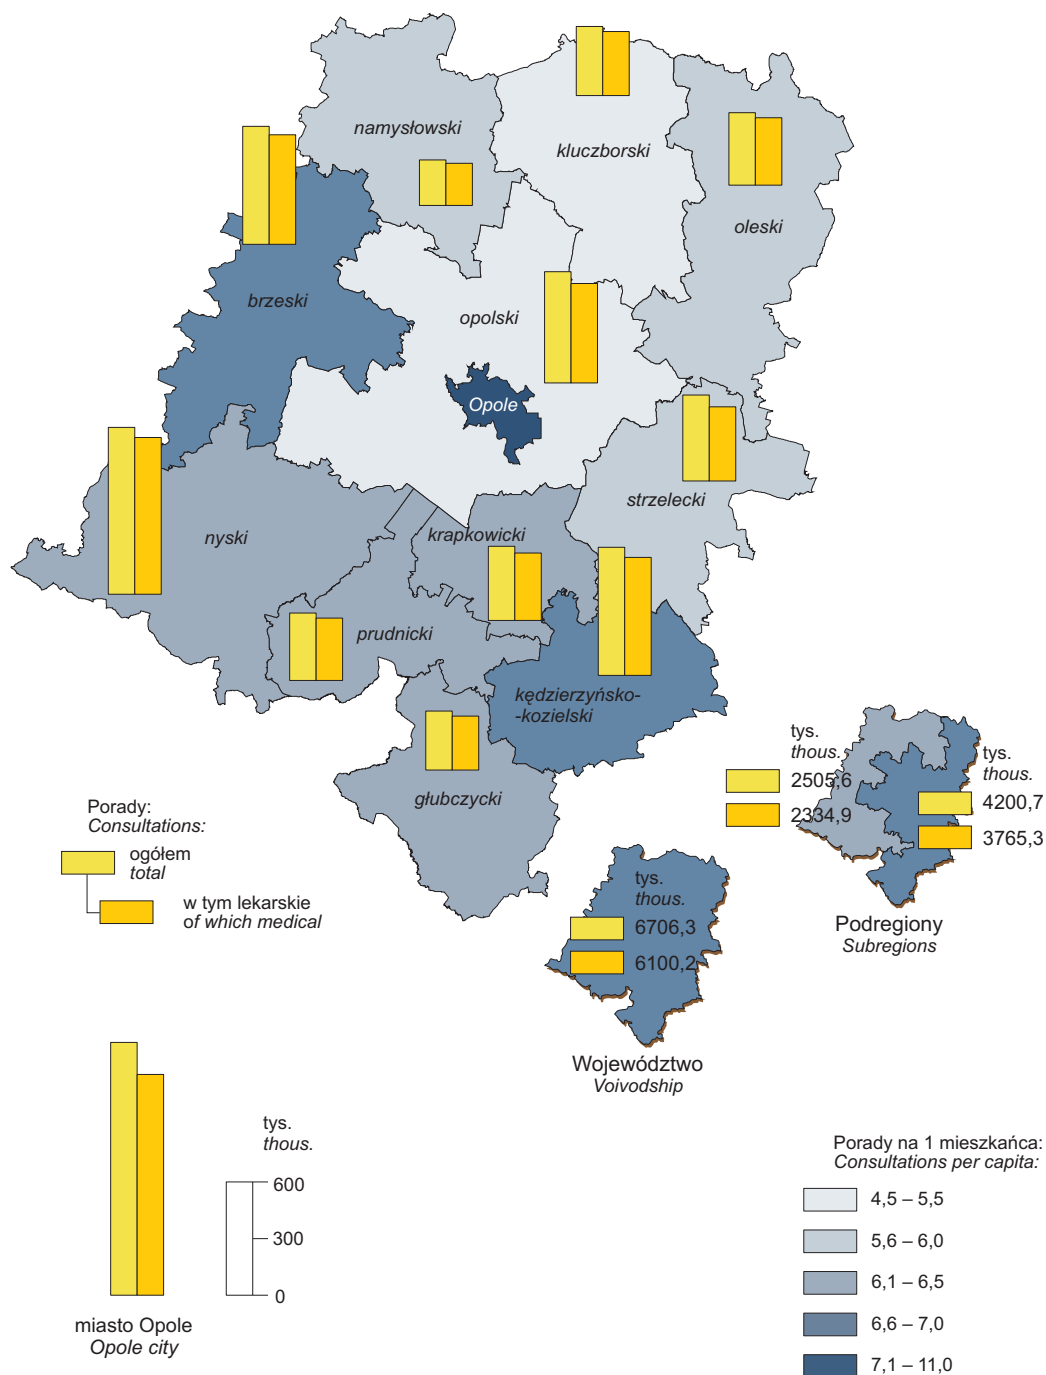 namysłowski
kluczborski
oleski
brzeski
opolski
Opole
strzelecki
nyski
krapkowicki
prudnicki
kędzierzyńsko-
-kozielski
głubczycki
tys.
thous.
2505,6
2334,9
tys.
thous.
4200,7
3765,3
Podregiony
Subregions
Porady:
Consultations:
ogółem
total
w tym lekarskie
of which medical
tys.
thous.
6706,3
6100,2
Województwo
Voivodship
tys.
thous.
600
300
0
miasto Opole
Opole city
Porady na 1 mieszkańca:
Consultations per capita:
4,5 – 5,5
5,6 – 6,0
6,1 – 6,5
6,6 – 7,0
7,1 – 11,0